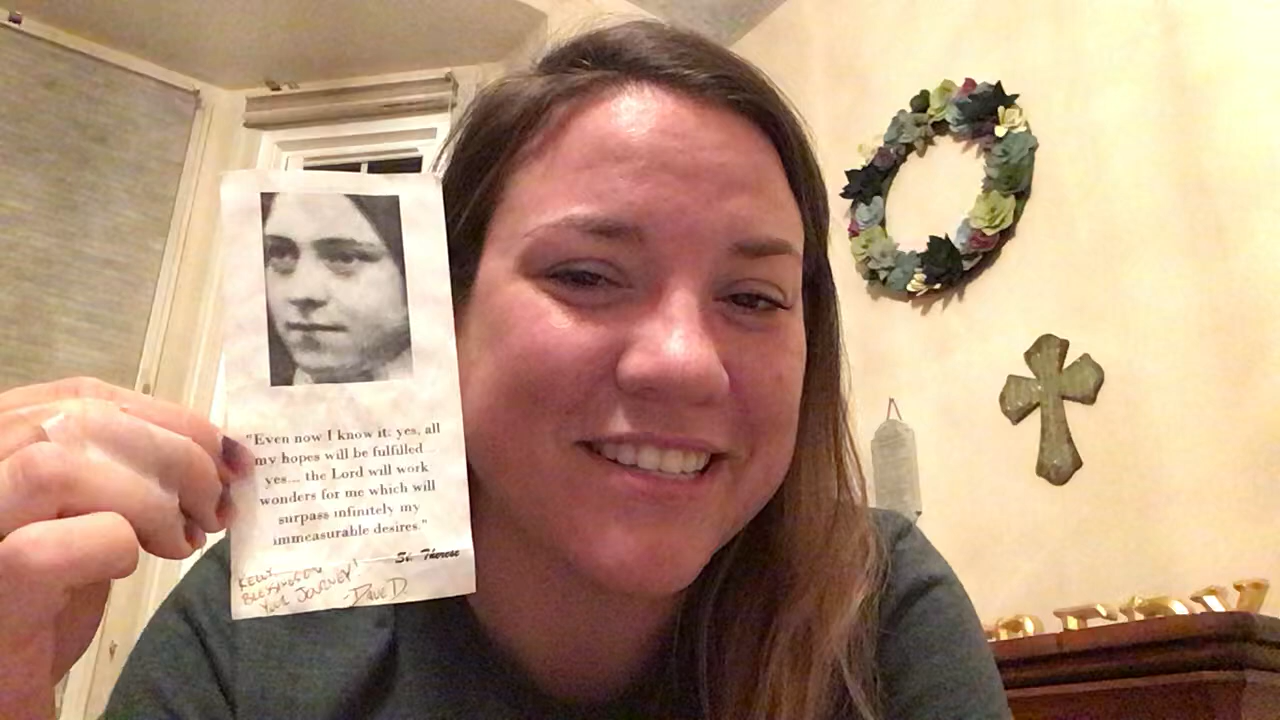 "Even now I know it: yes, all
my hopes will be fulfilled...
yes... the Lord will work
wonders for me which will
surpass infinitely my
immeasurable desires."
St. Therese
KELLY
BLESSINGS ON
YOUR JOURNEY!
-DAVE D.